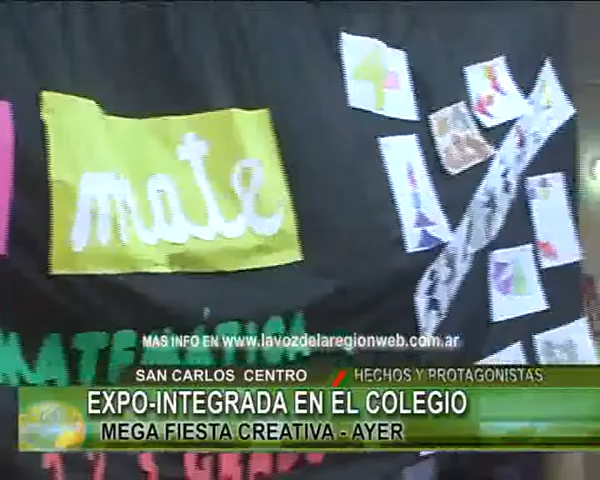 mate
MATEMATICA
MAS INFO EN www.lavozdelaregionweb.com.ar
SAN CARLOS CENTRO
HECHOS Y PROTAGONISTAS
EXPO-INTEGRADA EN EL COLEGIO
MEGA FIESTA CREATIVA - AYER